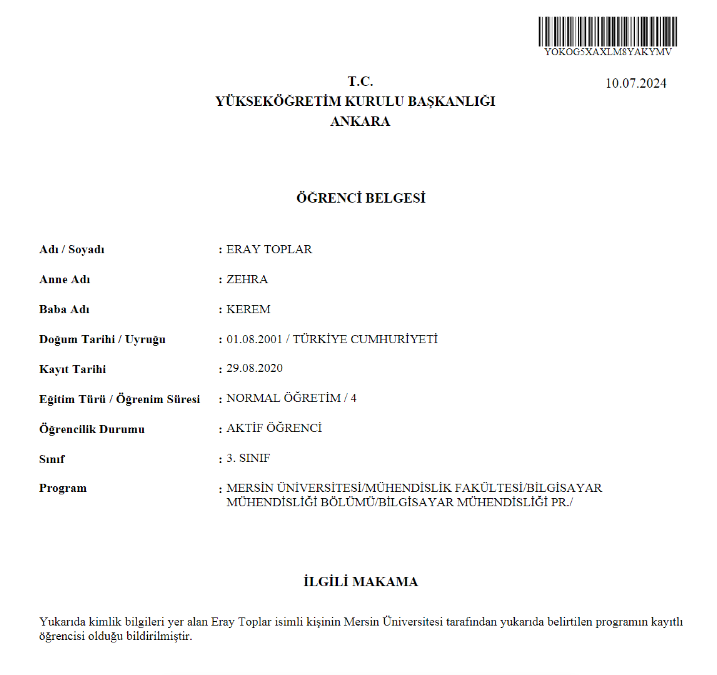 YOKOG5XAXLM8YAKYMV
10.07.2024
T.C.
YÜKSEKÖĞRETİM KURULU BAŞKANLIĞI
ANKARA
ÖĞRENCİ BELGESİ
Adı / Soyadı : ERAY TOPLAR
Anne Adı : ZEHRA
Baba Adı : KEREM
Doğum Tarihi / Uyruğu : 01.08.2001 / TÜRKİYE CUMHURİYETİ
Kayıt Tarihi : 29.08.2020
Eğitim Türü / Öğrenim Süresi : NORMAL ÖĞRETİM / 4
Öğrencilik Durumu : AKTİF ÖĞRENCİ
Sınıf : 3. SINIF
Program : MERSİN ÜNİVERSİTESİ/MÜHENDİSLİK FAKÜLTESİ/BİLGİSAYAR
MÜHENDİSLİĞİ BÖLÜMÜ/BİLGİSAYAR MÜHENDİSLİĞİ PR./
İLGİLİ MAKAMA
Yukarıda kimlik bilgileri yer alan Eray Toplar isimli kişinin Mersin Üniversitesi tarafından yukarıda belirtilen programın kayıtlı
öğrencisi olduğu bildirilmiştir.